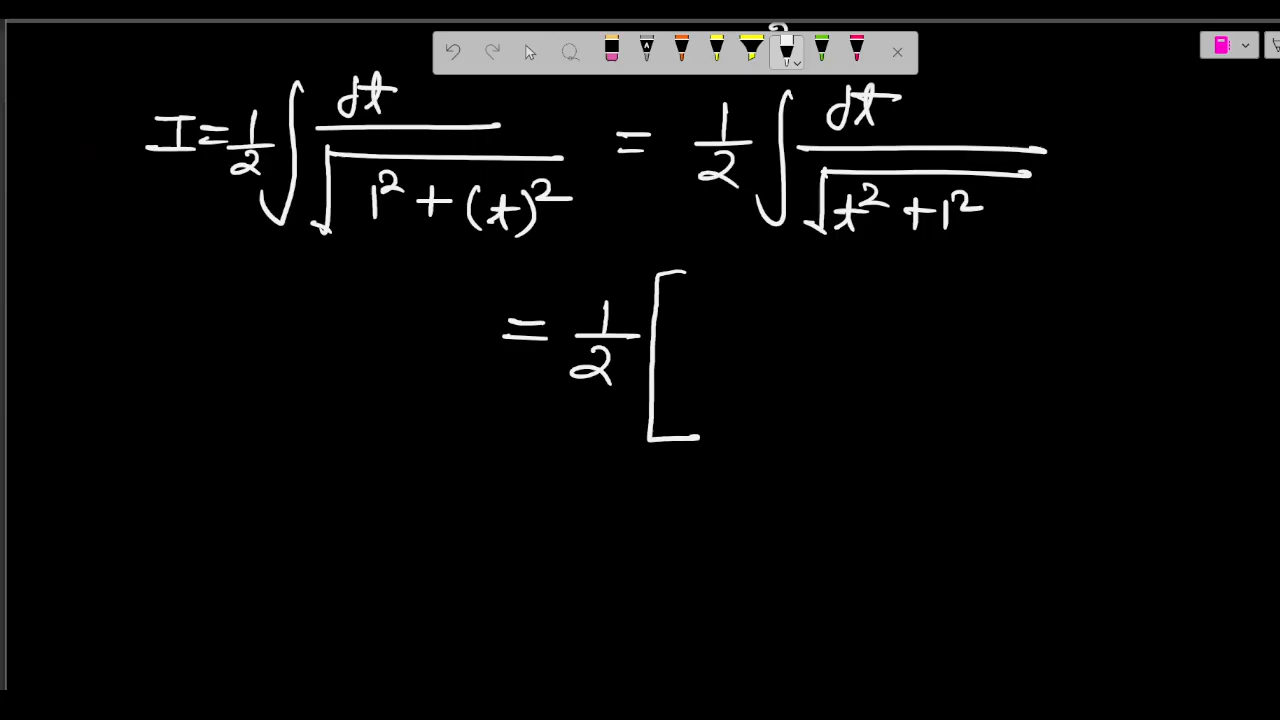 I = 1/2 ∫ dt / √(1² + (t)²) = 1/2 ∫ dt / √(t² + 1²)
= 1/2 [